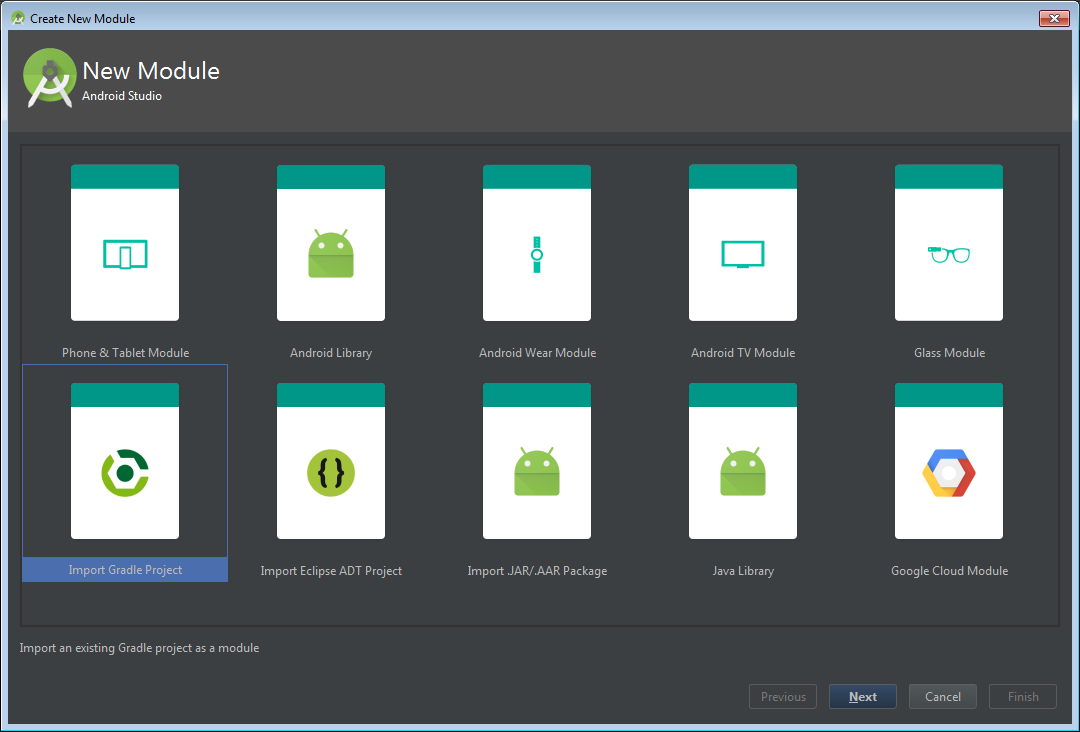 Create New Module
New Module
Android Studio
Phone & Tablet Module
Android Library
Android Wear Module
Android TV Module
Glass Module
Import Gradle Project
Import Eclipse ADT Project
Import .JAR/.AAR Package
Java Library
Google Cloud Module
Import an existing Gradle project as a module
Previous
Next
Cancel
Finish